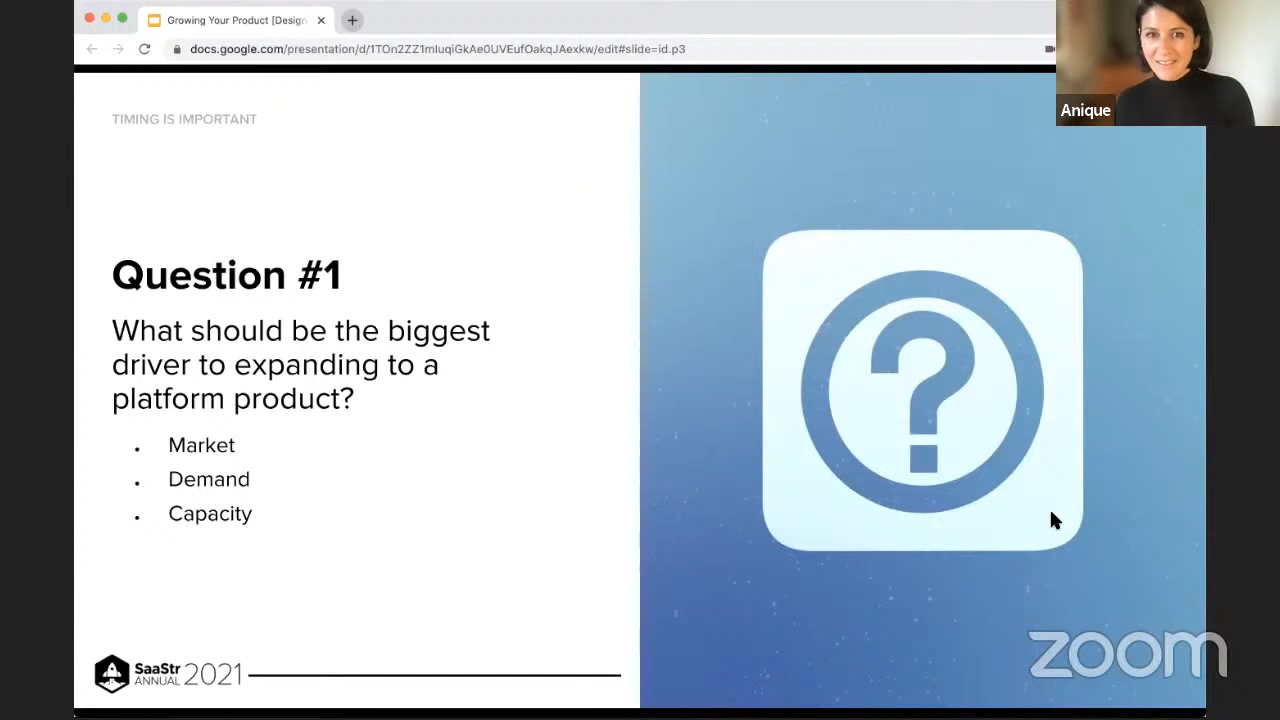 Growing Your Product [Design
docs.google.com/presentation/d/1TOn2ZZ1mIuqiGkAe0UVEufOakqJAexkw/edit#slide=id.p3
Anique
TIMING IS IMPORTANT
Question #1
What should be the biggest
driver to expanding to a
platform product?
• Market
• Demand
• Capacity
SaaStr
ANNUAL 2021
zoom